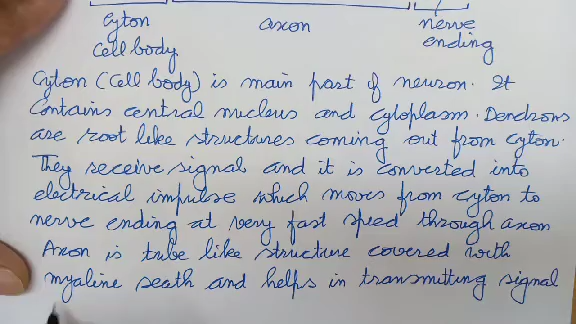 Cyton
axon
nerve
Cell body
ending
Cyton (Cell body) is main part of neuron. It
Contains central nucleus and cytoplasm. Dendrons
are root like structures coming out from cyton.
They receive signal and it is converted into
electrical impulse which moves from cyton to
nerve ending at very fast speed through axon
Axon is tube like structure covered with
myaline seath and helps in transmitting signal